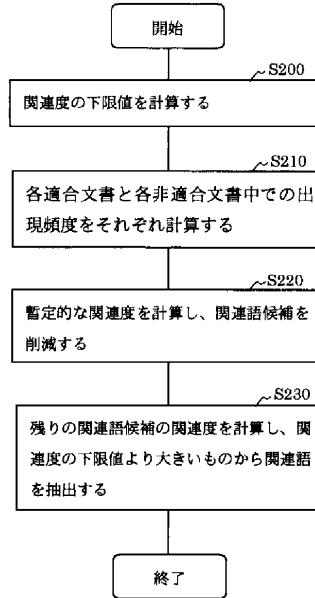 開始
S200
関連度の下限値を計算する
S210
各適合文書と各非適合文書中での出
現頻度をそれぞれ計算する
S220
暫定的な関連度を計算し、関連語候補を
削減する
S230
残りの関連語候補の関連度を計算し、関
連度の下限値より大きいものから関連語
を抽出する
終了